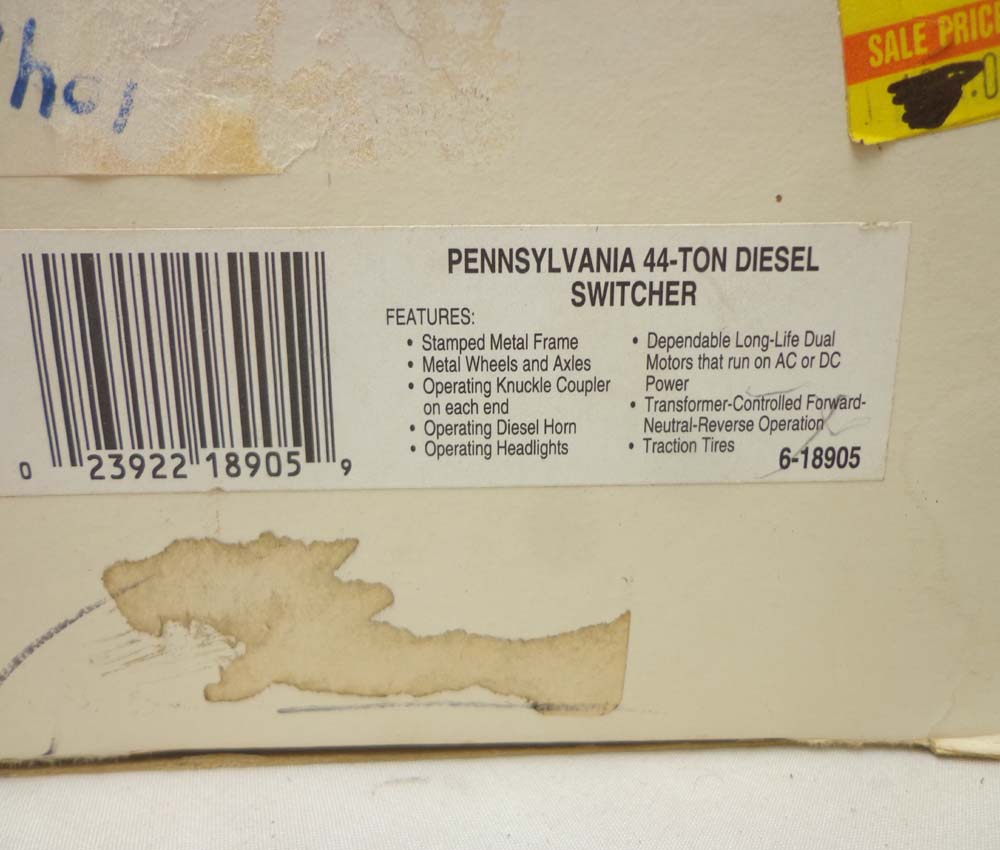 SALE PRIC
PENNSYLVANIA 44-TON DIESEL
SWITCHER
FEATURES:
• Stamped Metal Frame
• Metal Wheels and Axles
• Operating Knuckle Coupler
on each end
• Operating Diesel Horn
• Operating Headlights
• Dependable Long-Life Dual
Motors that run on AC or DC
Power
• Transformer-Controlled Forward-
Neutral-Reverse Operation
• Traction Tires
6-18905
0 23922 18905 9